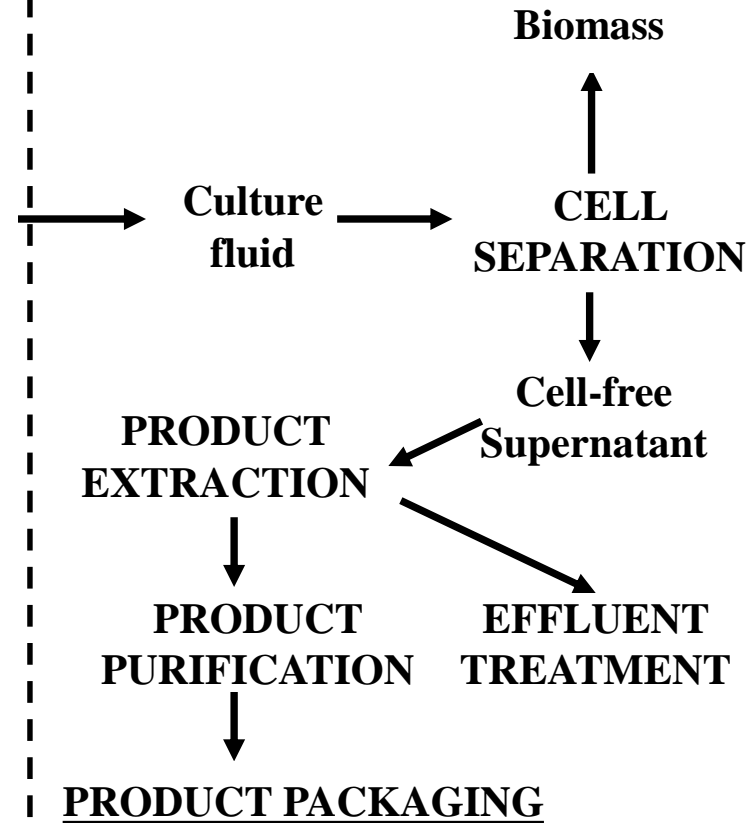 Biomass
Culture
fluid
CELL
SEPARATION
Cell-free
Supernatant
PRODUCT
EXTRACTION
PRODUCT
PURIFICATION
EFFLUENT
TREATMENT
PRODUCT PACKAGING